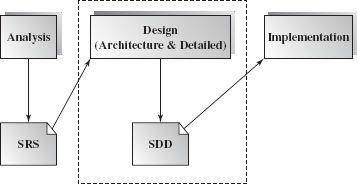 Analysis
Design
(Architecture & Detailed)
Implementation
SRS
SDD